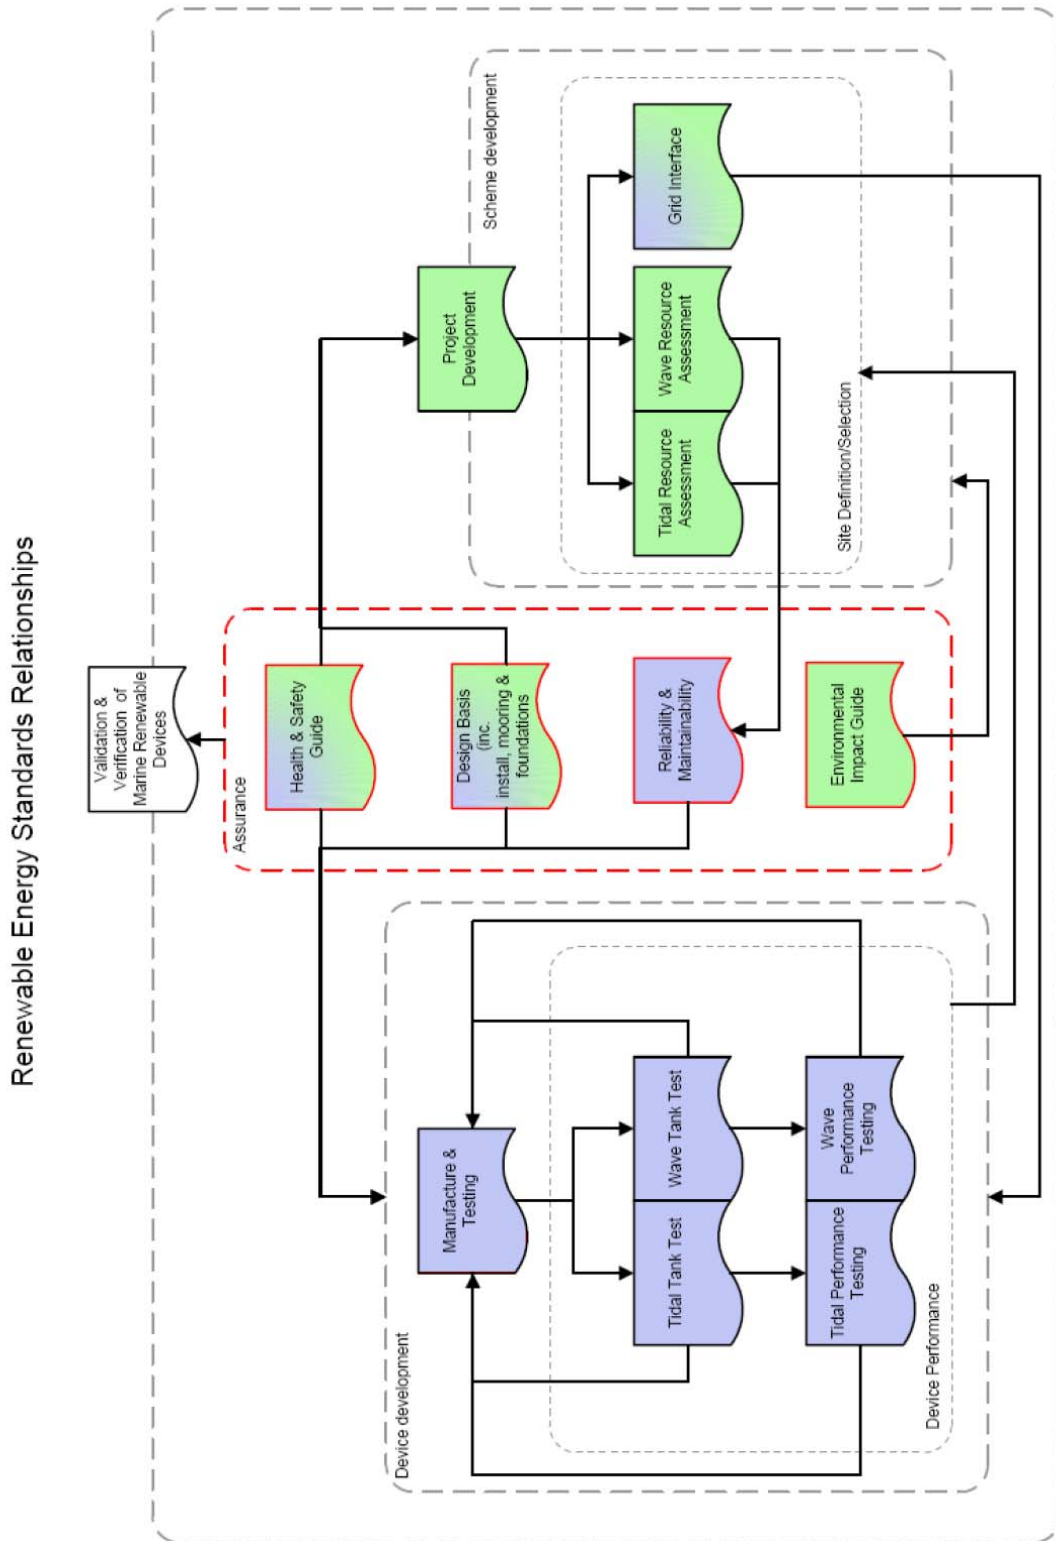 Renewable Energy Standards Relationships
Validation &
Verification of
Marine Renewable
Devices
Assurance
Health & Safety
Guide
Design Basis
(inc.
install, mooring &
foundations
Reliability &
Maintainability
Environmental
Impact Guide
Device development
Manufacture &
Testing
Tidal Tank Test
Wave Tank Test
Tidal Performance
Testing
Wave
Performance
Testing
Device Performance
Scheme development
Project
Development
Tidal Resource
Assessment
Wave Resource
Assessment
Grid Interface
Site Definition/Selection